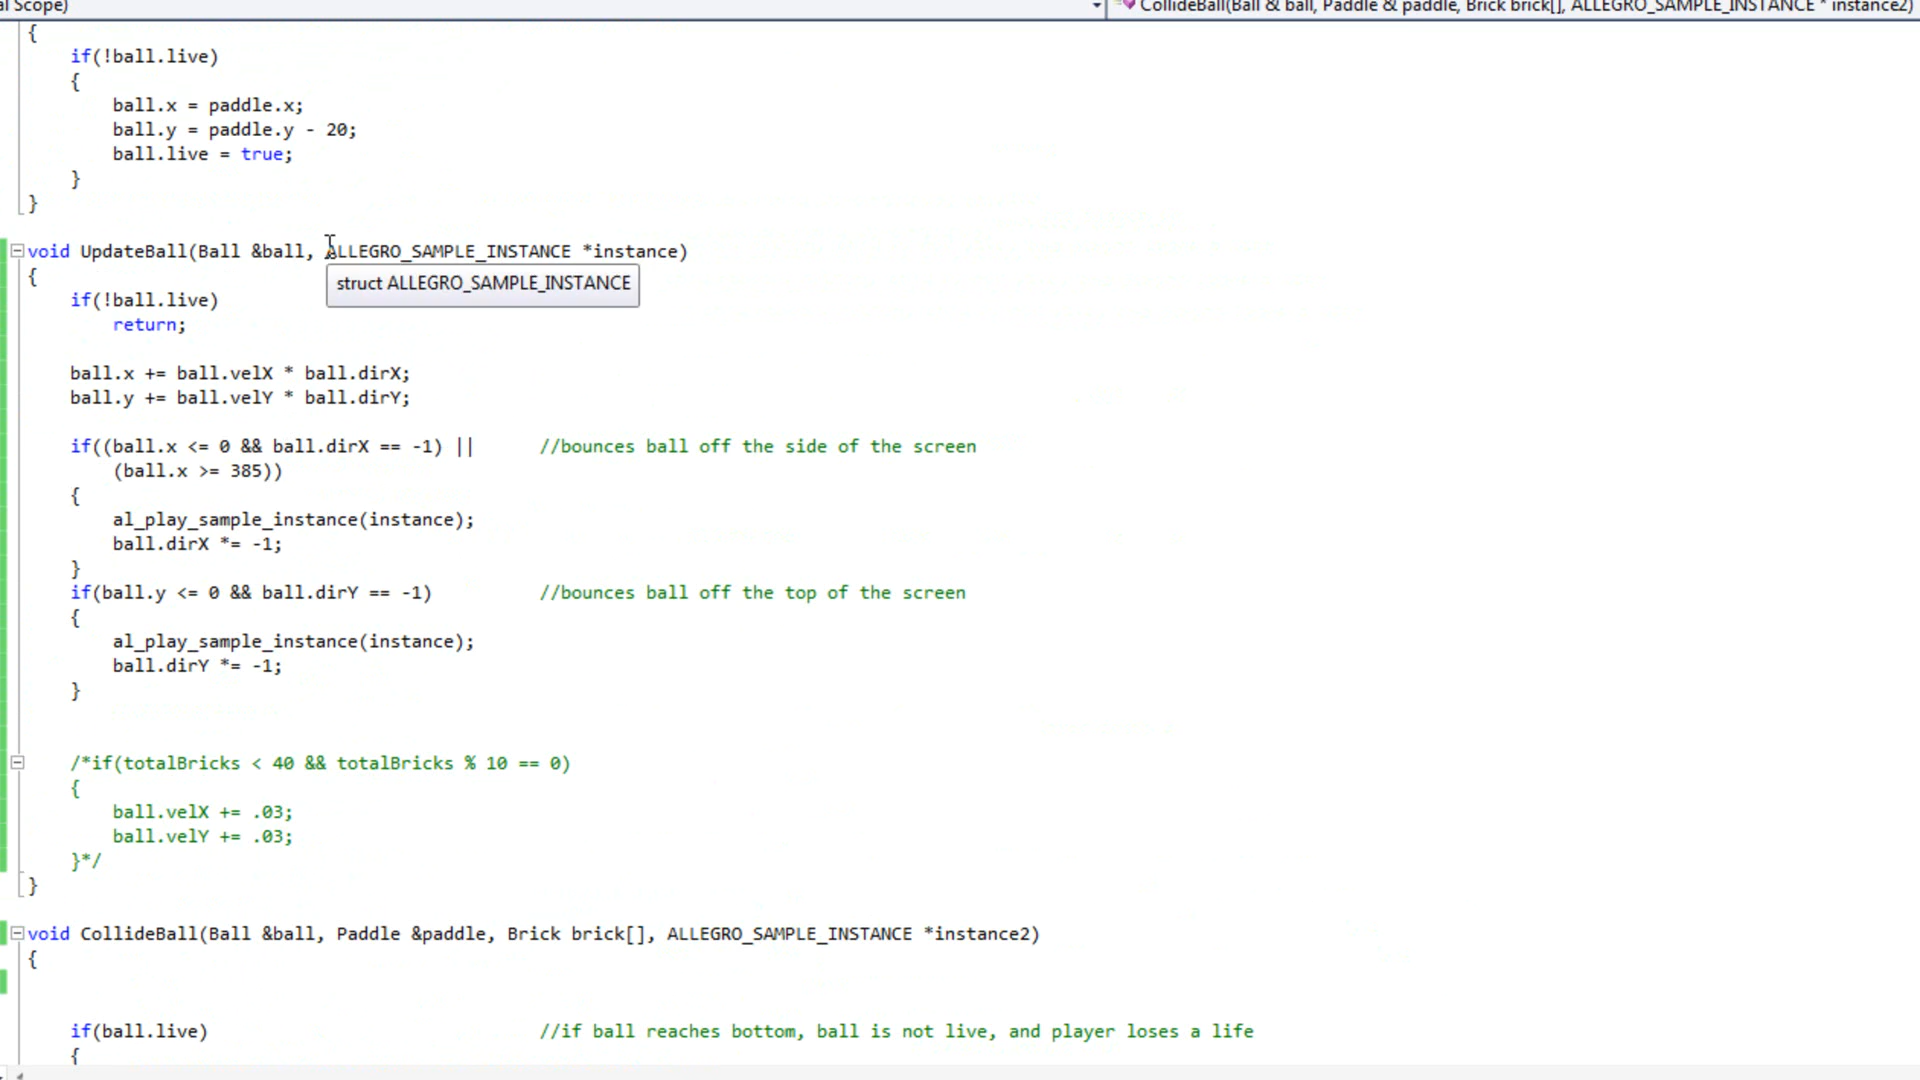 al Scope)
CollideBall(Ball & ball, Paddle & paddle, Brick brick[], ALLEGRO_SAMPLE_INSTANCE * instance2)
{
if(!ball.live)
{
ball.x = paddle.x;
ball.y = paddle.y - 20;
ball.live = true;
}
}
void UpdateBall(Ball &ball, ALLEGRO_SAMPLE_INSTANCE *instance)
{
struct ALLEGRO_SAMPLE_INSTANCE
if(!ball.live)
return;
ball.x += ball.velX * ball.dirX;
ball.y += ball.velY * ball.dirY;
if((ball.x <= 0 && ball.dirX == -1) || //bounces ball off the side of the screen
(ball.x >= 385))
{
al_play_sample_instance(instance);
ball.dirX *= -1;
}
if(ball.y <= 0 && ball.dirY == -1) //bounces ball off the top of the screen
{
al_play_sample_instance(instance);
ball.dirY *= -1;
}
/*if(totalBricks < 40 && totalBricks % 10 == 0)
{
ball.velX += .03;
ball.velY += .03;
}*/
}
void CollideBall(Ball &ball, Paddle &paddle, Brick brick[], ALLEGRO_SAMPLE_INSTANCE *instance2)
{
if(ball.live) //if ball reaches bottom, ball is not live, and player loses a life
{